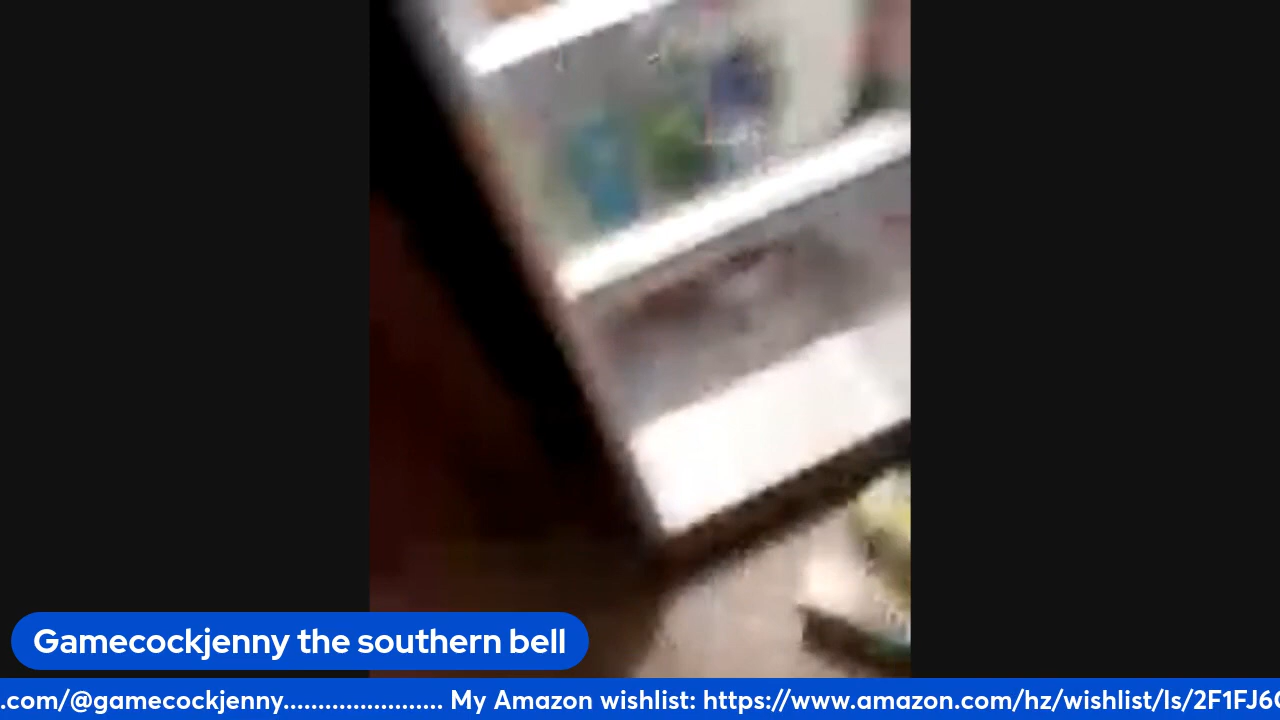 Gamecockjenny the southern bell
.com/@gamecockjenny....................... My Amazon wishlist: https://www.amazon.com/hz/wishlist/ls/2F1FJ6